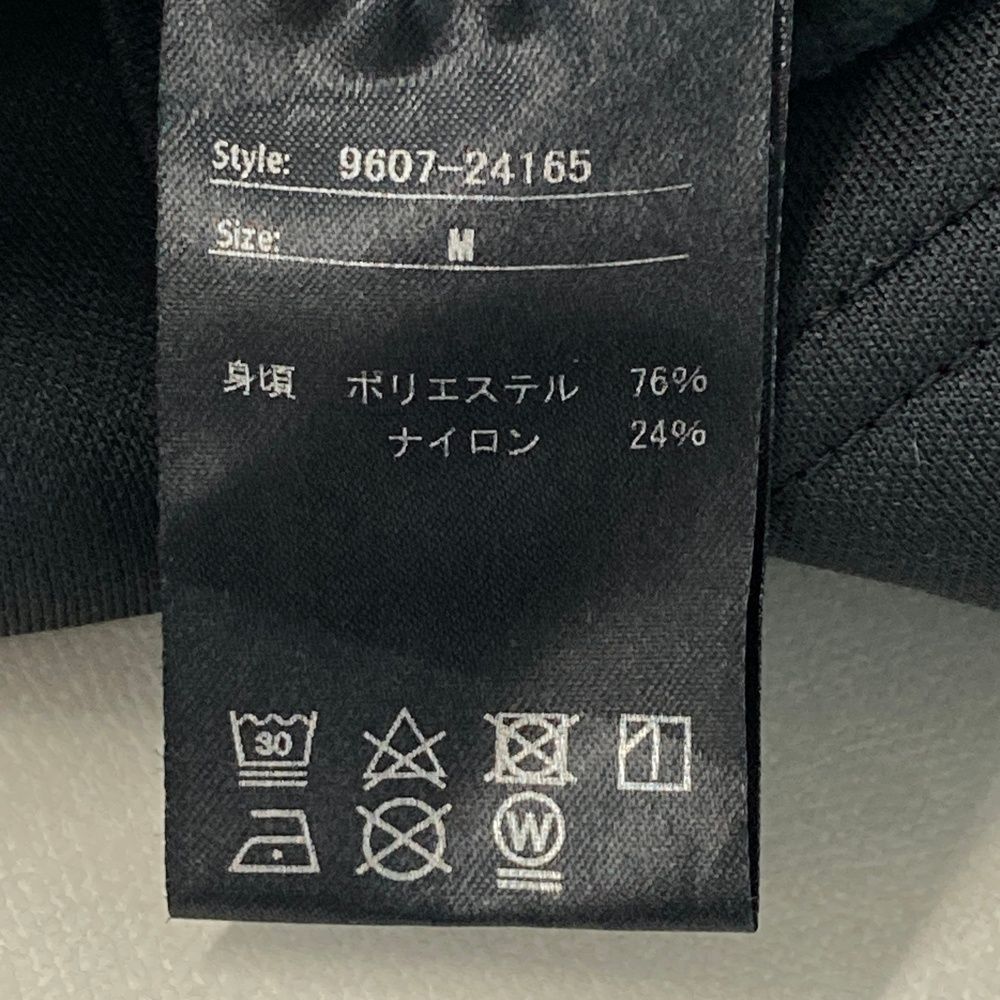 Style: 9607-24165
Size: M
身頃 ポリエステル 76%
ナイロン 24%
30
W